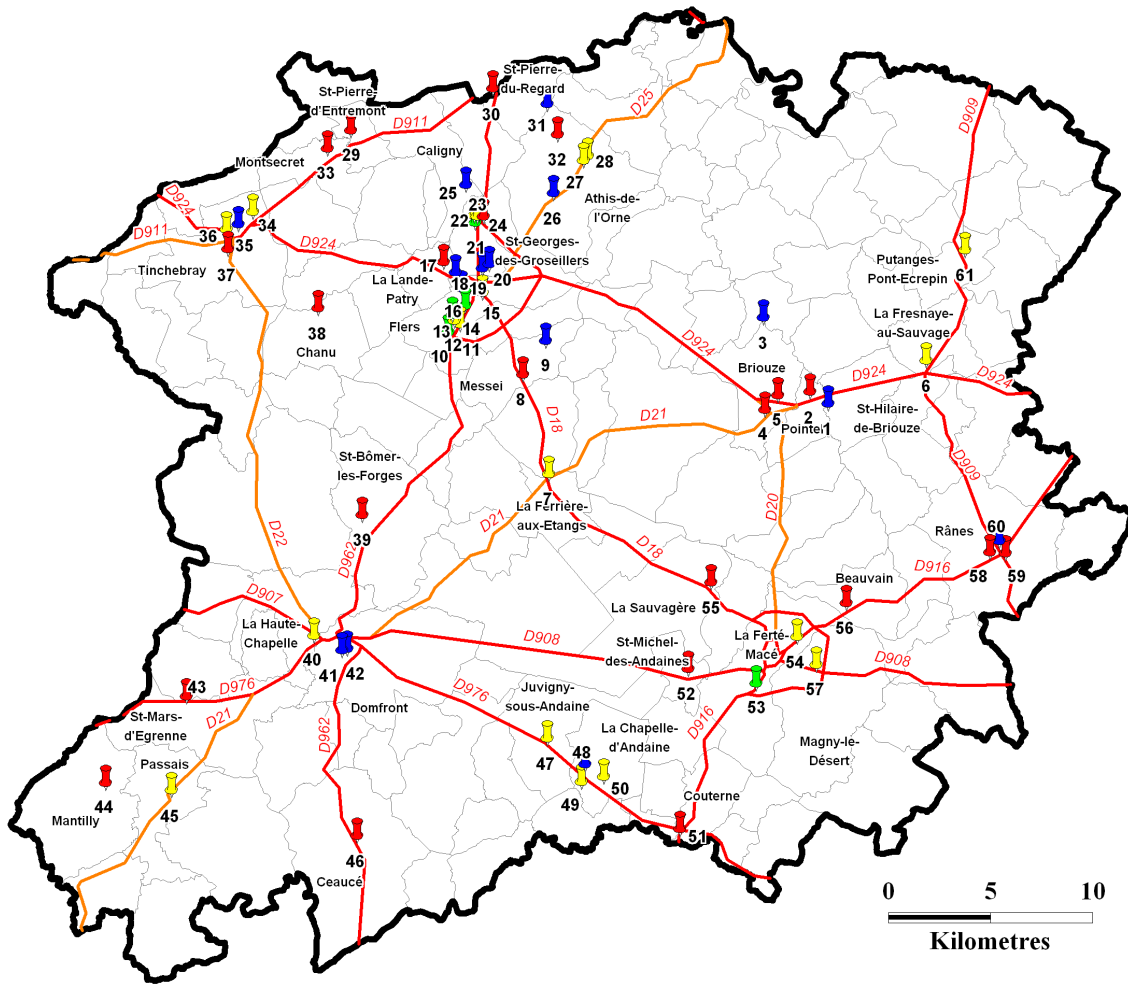 St-Pierre-
du-Regard
30
31
32
D25
D909
St-Pierre-
d'Entremont
D911
29
33
Montsecret
Caligny
25
28
27
26
Athis-de-
l'Orne
D924
34
35
36
37
D911
Tinchebray
D924
23
22
24
21
St-Georges-
des-Groseillers
20
17
18
19
La Lande-
Patry
16
15
14
13
12
11
10
Flers
38
Chanu
Messei
9
8
D18
D924
3
Briouze
5
4
2
1
Pointel
D924
61
Putanges-
Pont-Ecrepin
La Fresnaye-
au-Sauvage
6
D924
St-Hilaire-
de-Briouze
D21
D909
St-Bômer-
les-Forges
39
D962
D22
7
La Ferrière-
aux-Etangs
D21
D18
D20
Rânes
60
58
59
D916
Beauvain
56
55
La Sauvagère
D907
La Haute-
Chapelle
40
41
42
D908
St-Michel-
des-Andaines
52
La Ferté-
Macé
54
57
53
D908
43
D976
St-Mars-
d'Egrenne
D21
Domfront
D962
D976
Juvigny-
sous-Andaine
47
48
49
50
La Chapelle-
d'Andaine
D916
Magny-le-
Désert
Couterne
51
Passais
44
45
Mantilly
46
Ceaucé
0 5 10
Kilometres